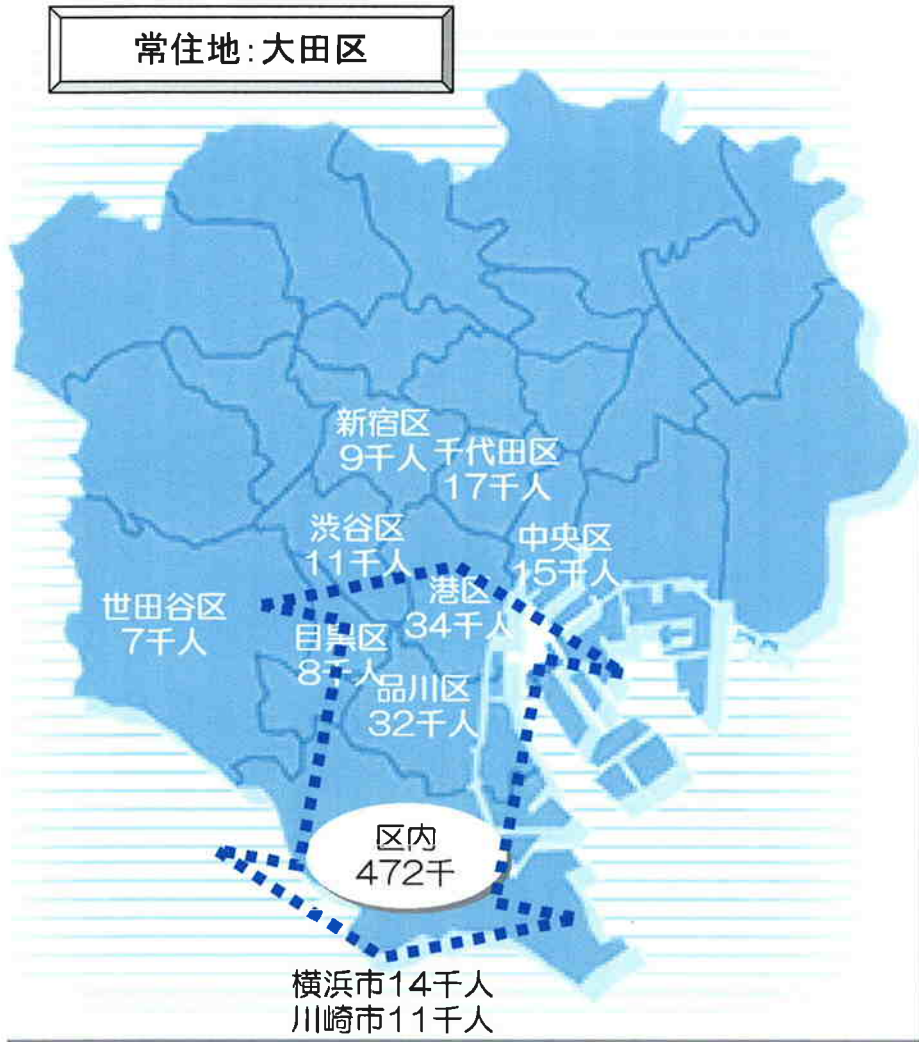 常住地:大田区
新宿区
9千人
千代田区
17千人
渋谷区
11千人
中央区
15千人
世田谷区
7千人
港区
34千人
目黒区
8千人
品川区
32千人
区内
472千
横浜市14千人
川崎市11千人